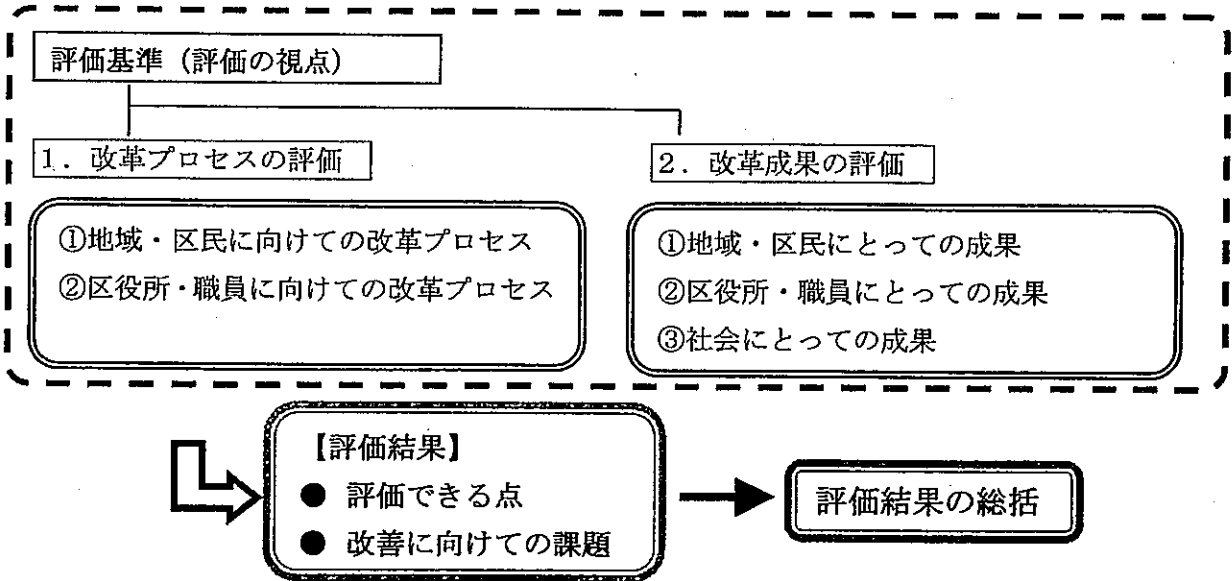 評価基準（評価の視点）
1．改革プロセスの評価
①地域・区民に向けての改革プロセス
②区役所・職員に向けての改革プロセス
2．改革成果の評価
①地域・区民にとっての成果
②区役所・職員にとっての成果
③社会にとっての成果
【評価結果】
● 評価できる点
● 改善に向けての課題
評価結果の総括